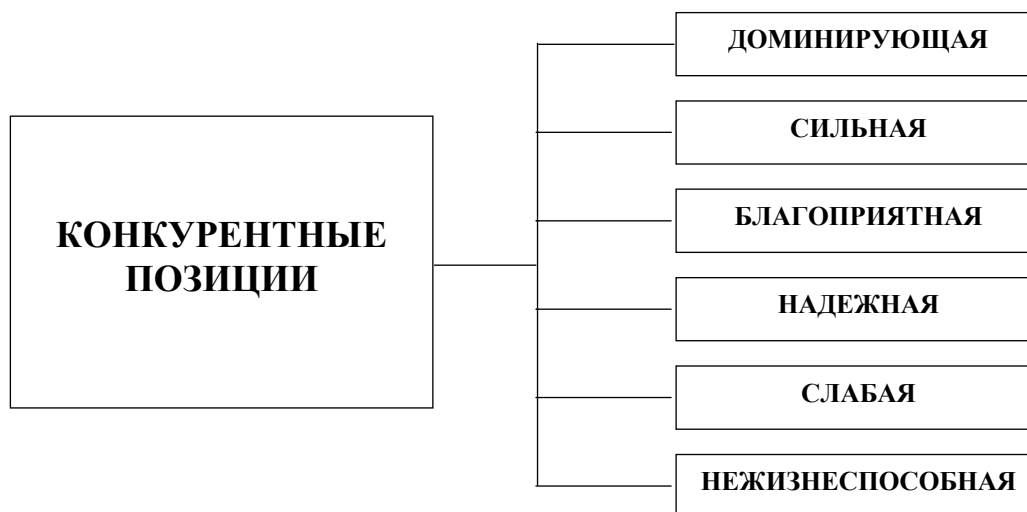 ДОМИНИРУЮЩАЯ
СИЛЬНАЯ
БЛАГОПРИЯТНАЯ
КОНКУРЕНТНЫЕ
ПОЗИЦИИ
НАДЕЖНАЯ
СЛАБАЯ
НЕЖИЗНЕСПОСОБНАЯ